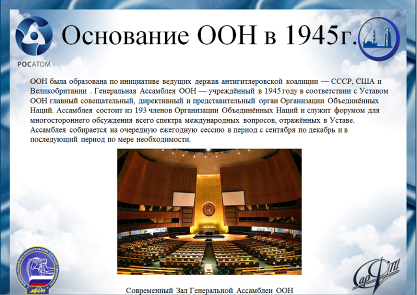 Основание ООН в 1945г.
РОСАТОМ
ООН была образована по инициативе ведущих держав антигитлеровской коалиции — СССР, США и
Великобритании . Генеральная Ассамблея ООН — учреждённый в 1945 году в соответствии с Уставом
ООН главный совещательный, директивный и представительный орган Организации Объединённых
Наций. Ассамблея состоит из 193 членов Организации Объединённых Наций и служит форумом для
многостороннего обсуждения всего спектра международных вопросов, отражённых в Уставе.
Ассамблея собирается на очередную ежегодную сессию в период с сентября по декабрь и в
последующий период по мере необходимости.
Современный Зал Генеральной Ассамблеи ООН